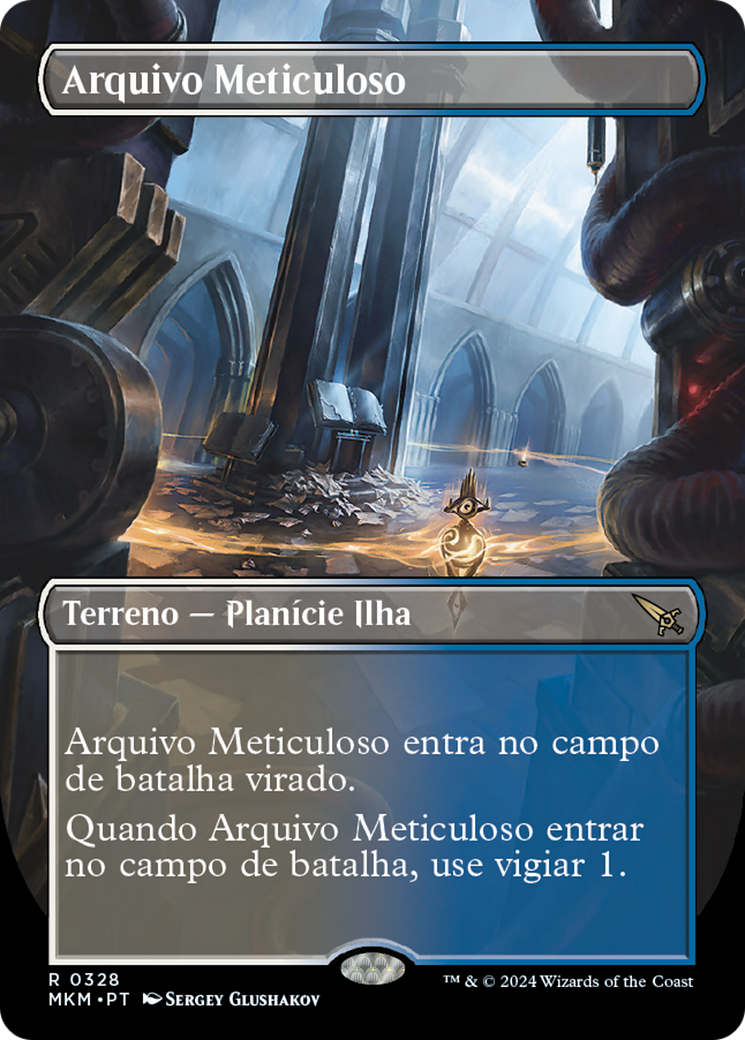 Arquivo Meticuloso
Terreno — Planície Ilha
Arquivo Meticuloso entra no campo
de batalha virado.
Quando Arquivo Meticuloso entrar
no campo de batalha, use vigiar 1.
R 0328
MKM • PT Sergey Glushakov
™ & © 2024 Wizards of the Coast